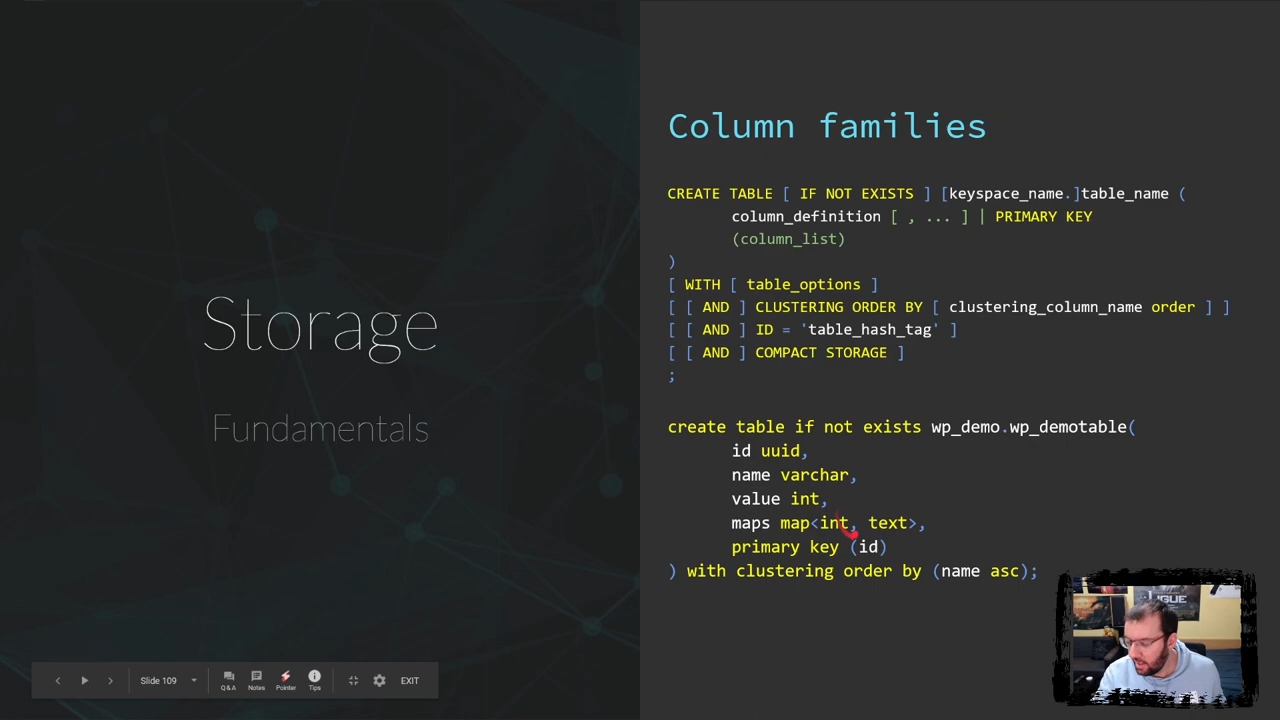 Storage
Fundamentals
Column families
CREATE TABLE [ IF NOT EXISTS ] [keyspace_name.]table_name (
column_definition [ , ... ] | PRIMARY KEY
(column_list)
)
[ WITH [ table_options ]
[ [ AND ] CLUSTERING ORDER BY [ clustering_column_name order ] ]
[ [ AND ] ID = 'table_hash_tag' ]
[ [ AND ] COMPACT STORAGE ]
;
create table if not exists wp_demo.wp_demotable(
id uuid,
name varchar,
value int,
maps map<int, text>,
primary key (id)
) with clustering order by (name asc);
Slide 109
Q&A
Notes
Pointer
Tips
EXIT